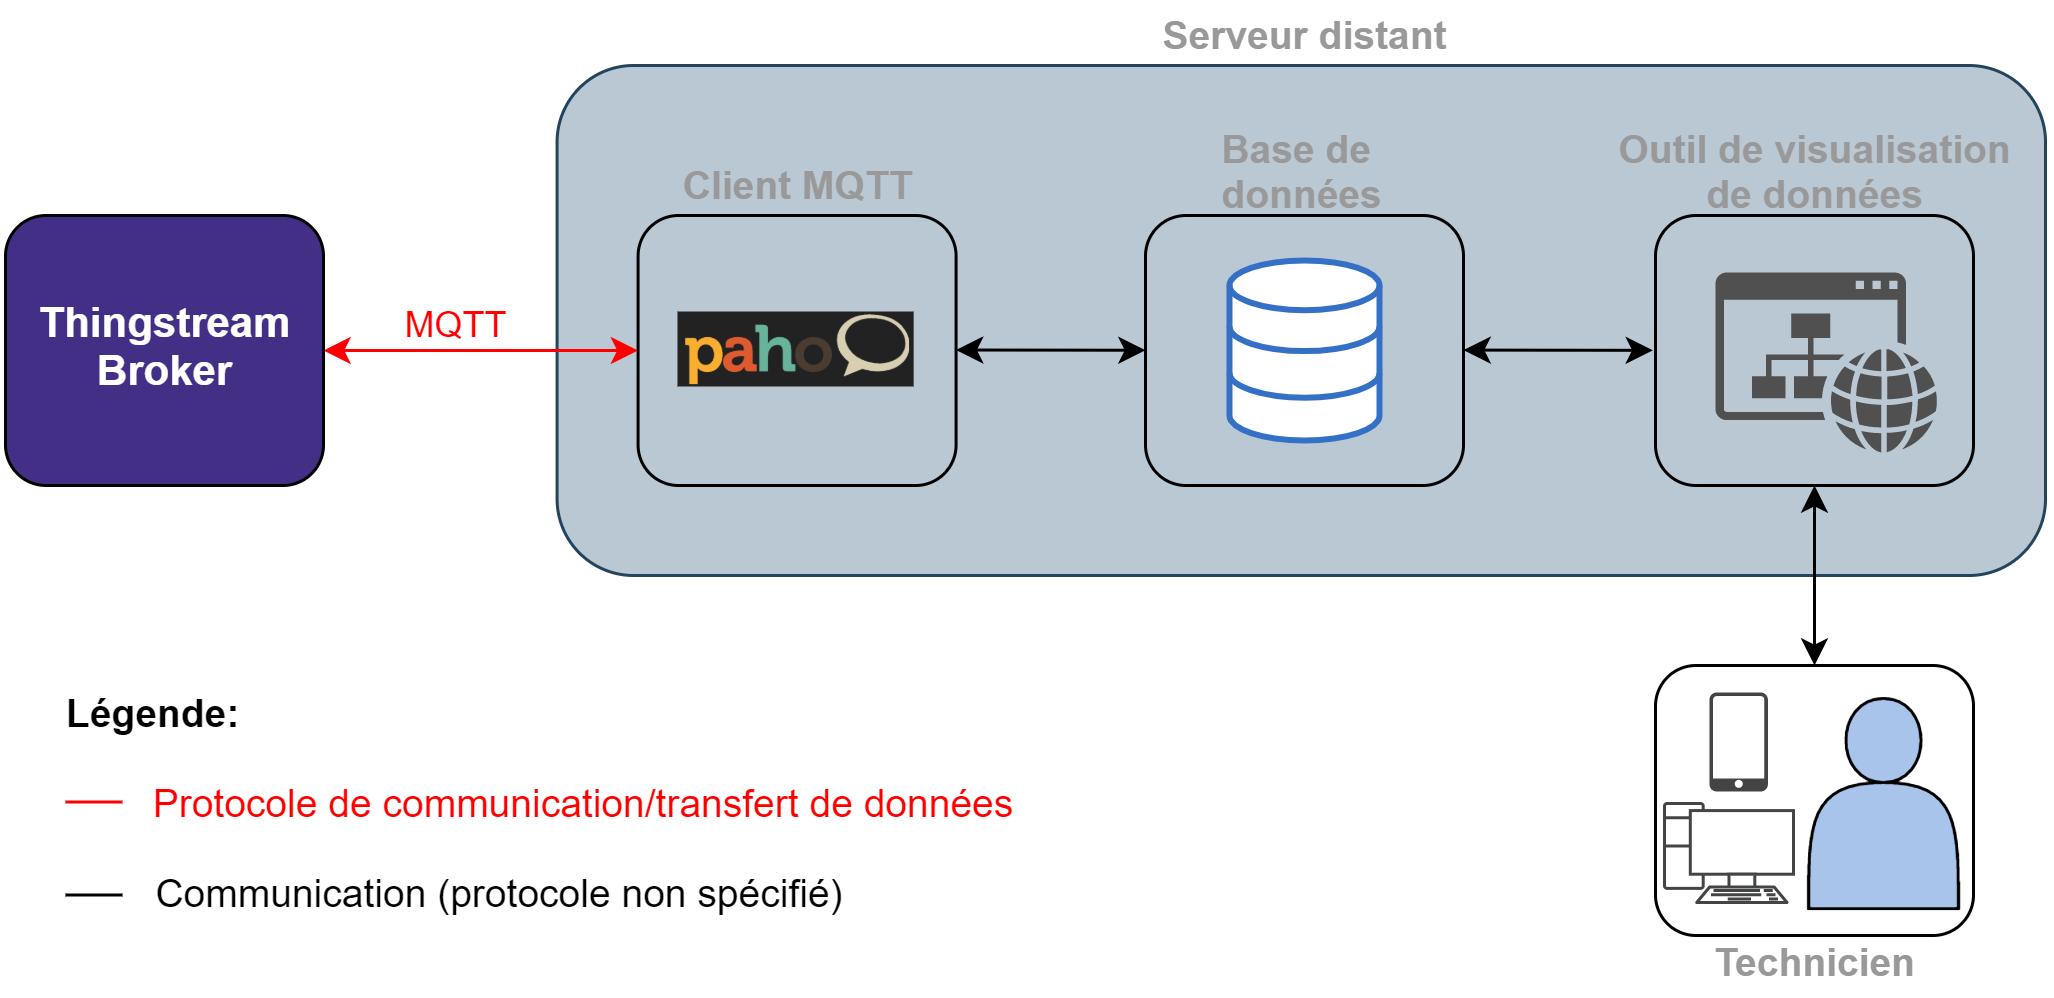 Serveur distant
Client MQTT
Base de
données
Outil de visualisation
de données
Thingstream
Broker
MQTT
paho
Légende:
Protocole de communication/transfert de données
Communication (protocole non spécifié)
Technicien